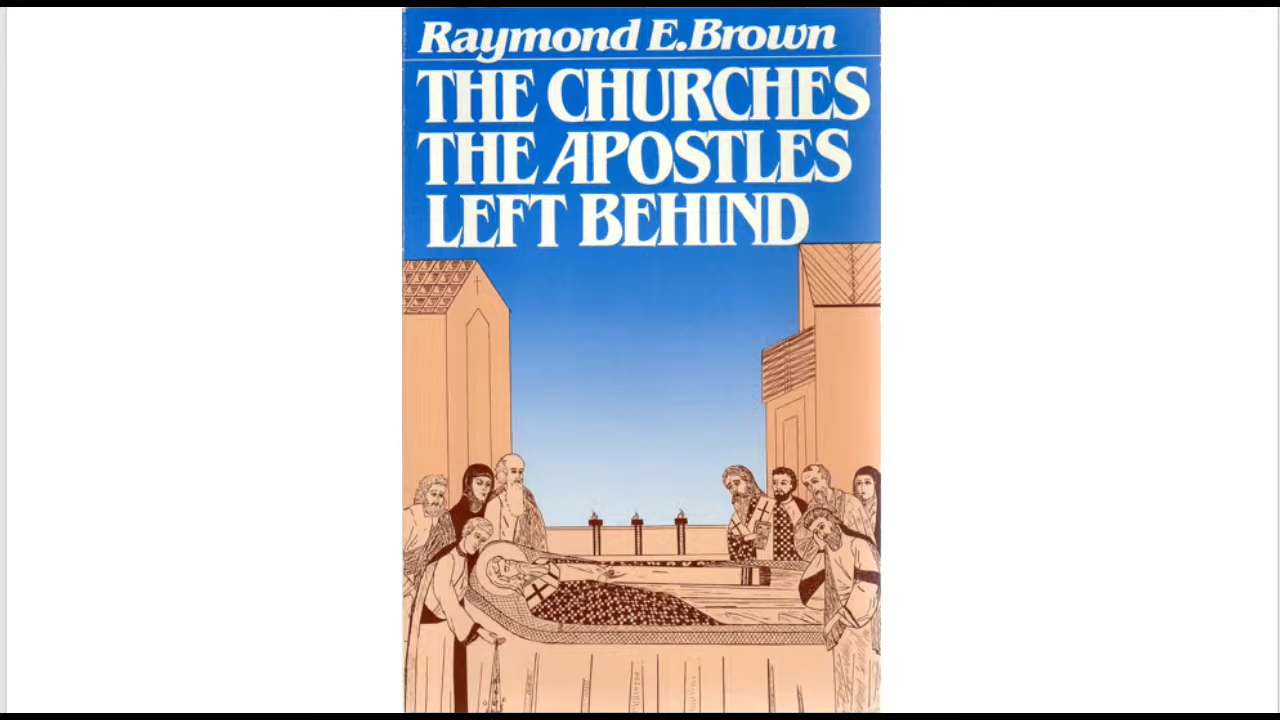 Raymond E. Brown
THE CHURCHES
THE APOSTLES
LEFT BEHIND